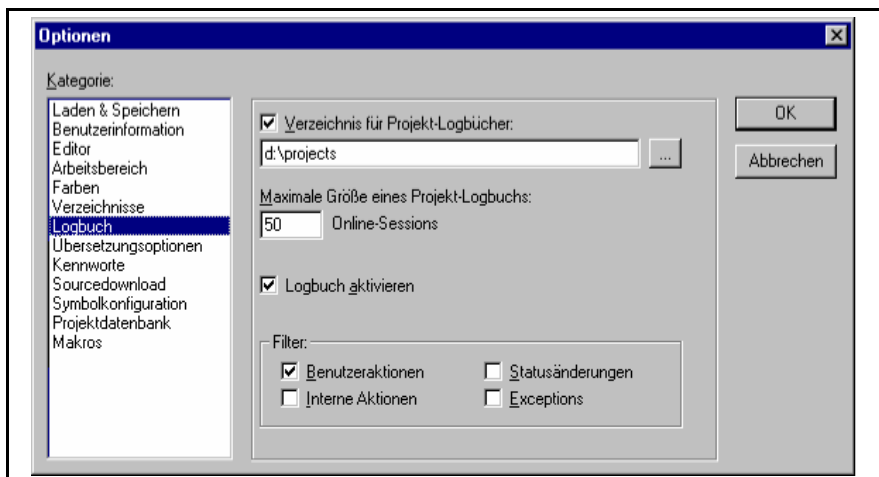 Optionen
Kategorie:
Laden & Speichern
Benutzerinformation
Editor
Arbeitsbereich
Farben
Verzeichnisse
Logbuch
Übersetzungsoptionen
Kennworte
Sourcedownload
Symbolkonfiguration
Projektdatenbank
Makros
Verzeichnis für Projekt-Logbücher:
d:\projects
...
Maximale Größe eines Projekt-Logbuchs:
50 Online-Sessions
Logbuch aktivieren
Filter:
Benutzeraktionen Statusänderungen
Interne Aktionen Exceptions
OK
Abbrechen